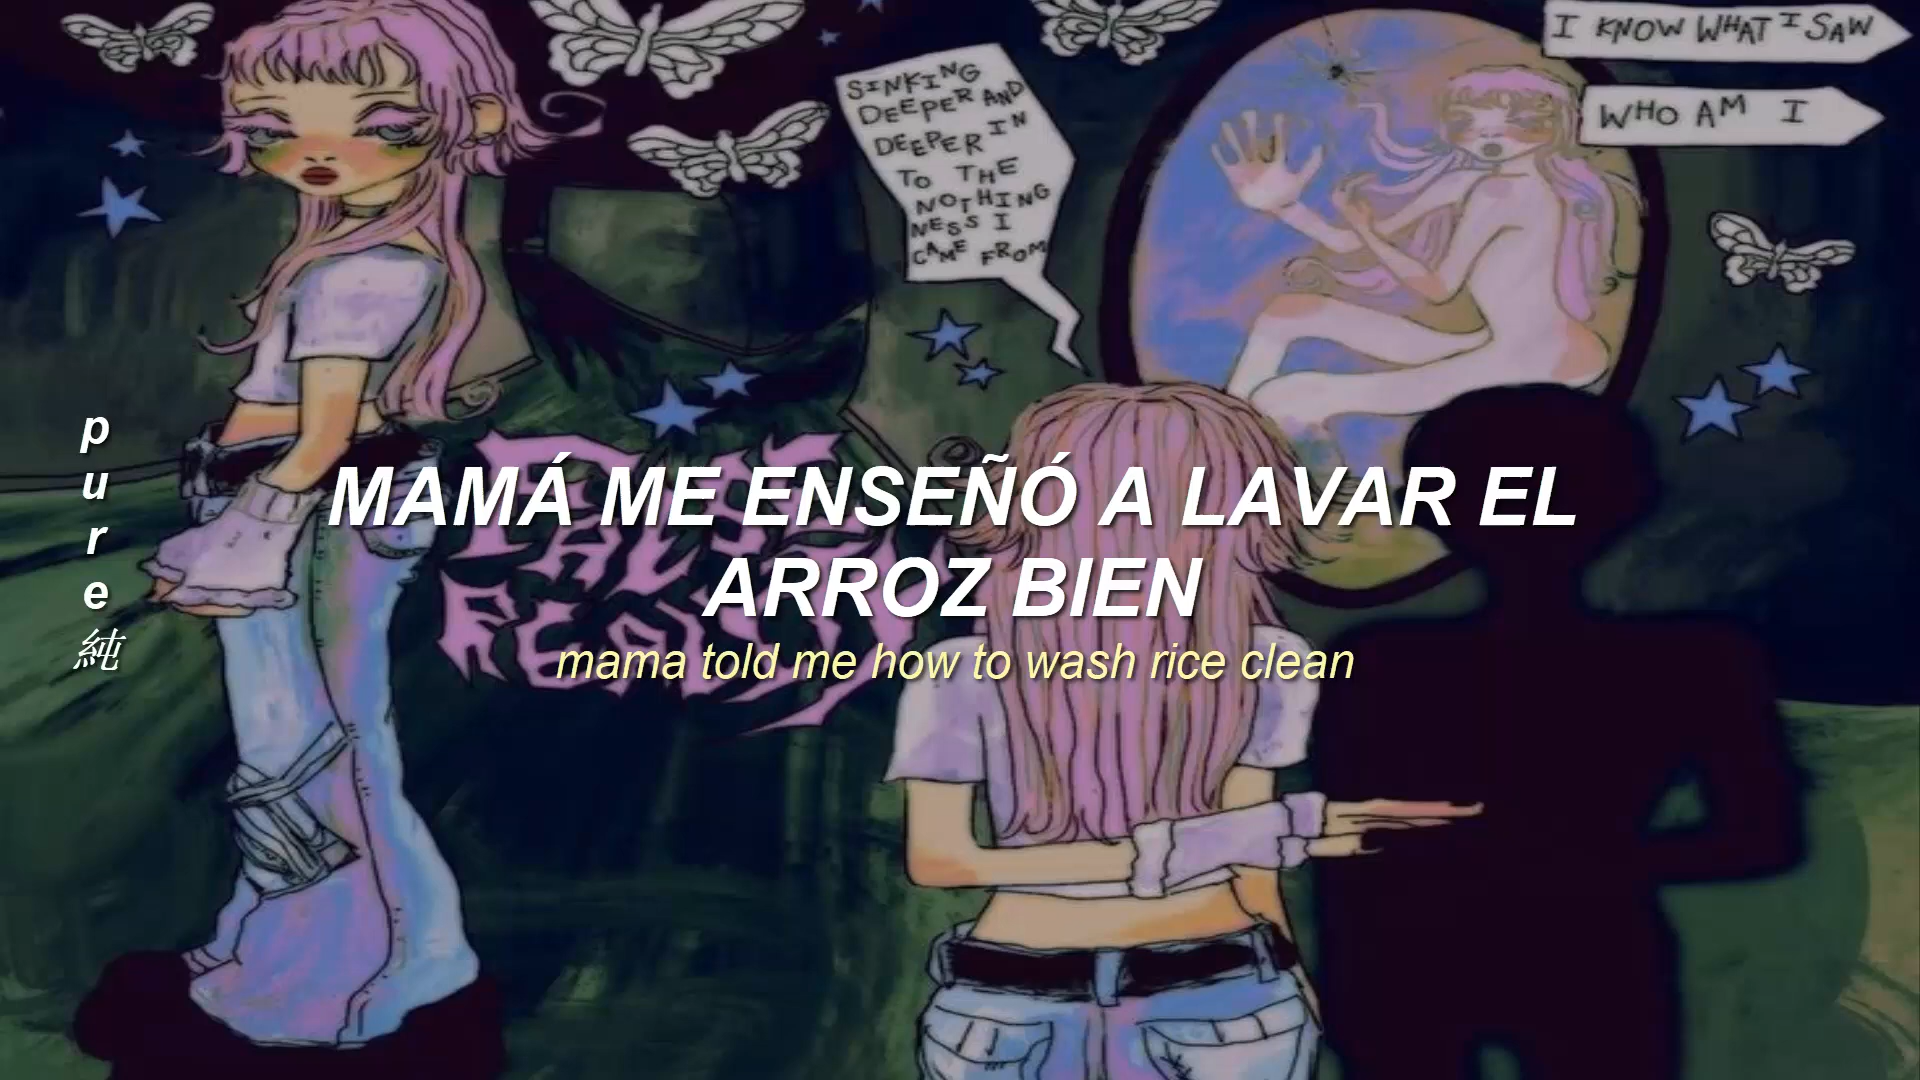 I KNOW WHAT I SAW
WHO AM I
SINKING
DEEPER AND
DEEPER IN
TO THE
NOTHING
NESS I
CAME FROM
p
u
r
e
純
MAMÁ ME ENSEÑÓ A LAVAR EL
ARROZ BIEN
mama told me how to wash rice clean